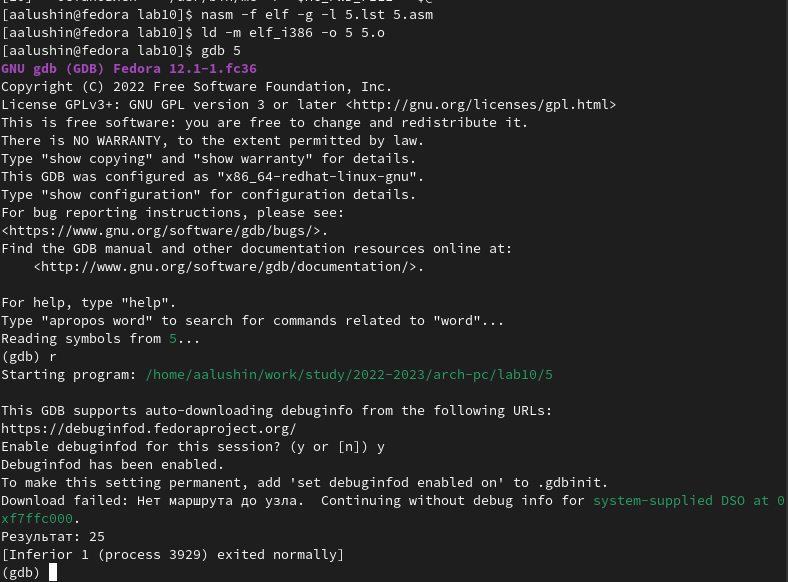 [aalushin@fedora lab10]$ nasm -f elf -g -l 5.lst 5.asm
[aalushin@fedora lab10]$ ld -m elf_i386 -o 5 5.o
[aalushin@fedora lab10]$ gdb 5
GNU gdb (GDB) Fedora 12.1-1.fc36
Copyright (C) 2022 Free Software Foundation, Inc.
License GPLv3+: GNU GPL version 3 or later <http://gnu.org/licenses/gpl.html>
This is free software: you are free to change and redistribute it.
There is NO WARRANTY, to the extent permitted by law.
Type "show copying" and "show warranty" for details.
This GDB was configured as "x86_64-redhat-linux-gnu".
Type "show configuration" for configuration details.
For bug reporting instructions, please see:
<https://www.gnu.org/software/gdb/bugs/>.
Find the GDB manual and other documentation resources online at:
    <http://www.gnu.org/software/gdb/documentation/>.

For help, type "help".
Type "apropos word" to search for commands related to "word"...
Reading symbols from 5...
(gdb) r
Starting program: /home/aalushin/work/study/2022-2023/arch-pc/lab10/5

This GDB supports auto-downloading debuginfo from the following URLs:
https://debuginfod.fedoraproject.org/
Enable debuginfod for this session? (y or [n]) y
Debuginfod has been enabled.
To make this setting permanent, add 'set debuginfod enabled on' to .gdbinit.
Download failed: Нет маршрута до узла.  Continuing without debug info for system-supplied DSO at 0
xf7ffc000.
Результат: 25
[Inferior 1 (process 3929) exited normally]
(gdb)